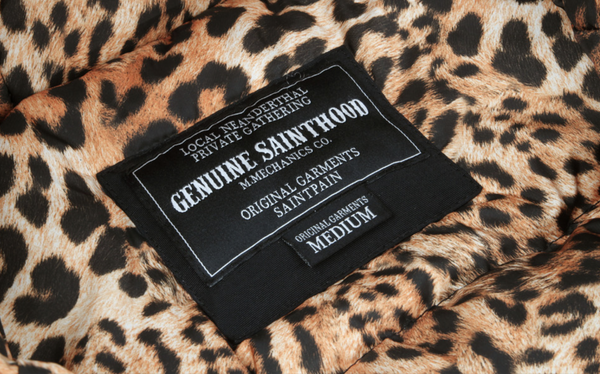 LOCAL NEANDERTHAL
PRIVATE GATHERING
GENUINE SAINTHOOD
M.MECHANICS CO.
ORIGINAL GARMENTS
SAINTPAIN
ORIGINAL GARMENTS
MEDIUM